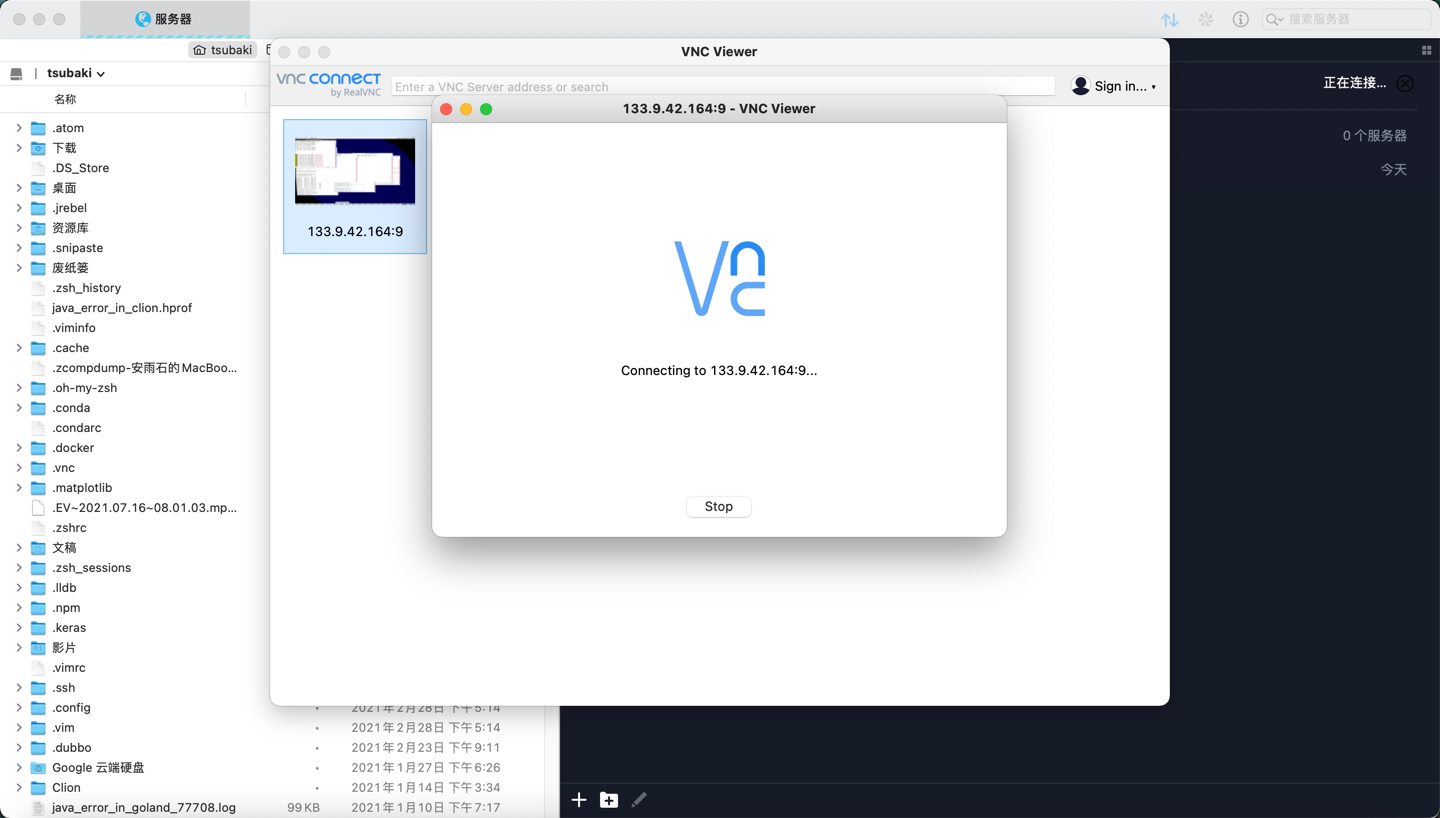 服务器
搜索服务器
tsubaki
VNC Viewer
tsubaki
正在连接...
VNC CONNECT
by RealVNC
Enter a VNC Server address or search
Sign in...
名称
133.9.42.164:9 - VNC Viewer
0 个服务器
今天
133.9.42.164:9
Vnc
Connecting to 133.9.42.164:9...
Stop
.atom
下载
.DS_Store
桌面
.jrebel
资源库
.snipaste
废纸篓
.zsh_history
java_error_in_clion.hprof
.viminfo
.cache
.zcompdump-安雨石的MacBoo...
.oh-my-zsh
.conda
.condarc
.docker
.vnc
.matplotlib
.EV~2021.07.16~08.01.03.mp...
.zshrc
文稿
.zsh_sessions
.lldb
.npm
.keras
影片
.vimrc
.ssh
.config 2021年2月28日 下午5:14
.vim 2021年2月28日 下午5:14
.dubbo 2021年2月23日 下午9:11
Google 云端硬盘 2021年1月27日 下午6:26
Clion 2021年1月14日 下午3:34
java_error_in_goland_77708.log 99 KB 2021年1月10日 下午7:17